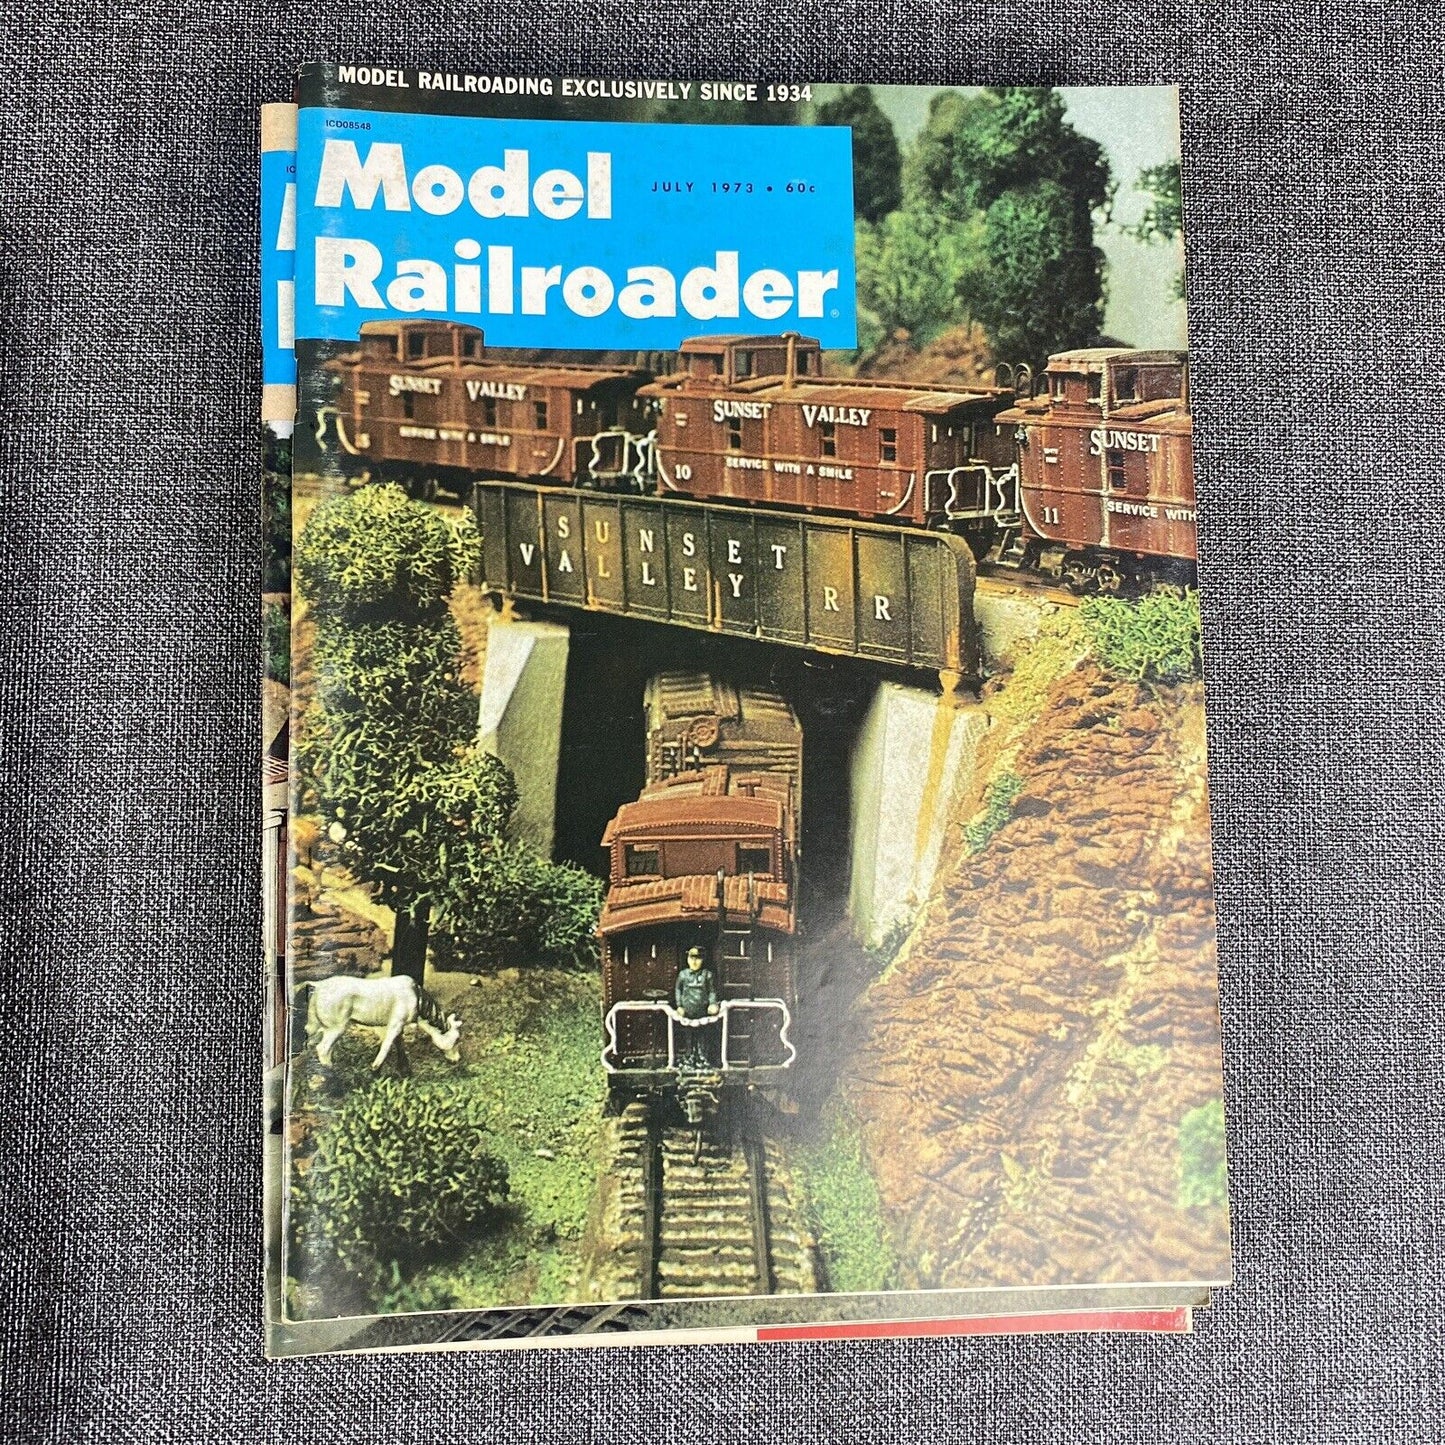 MODEL RAILROADING EXCLUSIVELY SINCE 1934
ICD08548
Model
JULY 1973 • 60c
Railroader®
SUNSET VALLEY
5
SERVICE WITH A SMILE
SUNSET VALLEY
10
SERVICE WITH A SMILE
SUNSET
11
SERVICE WITH
SUNSET
VALLEY RR